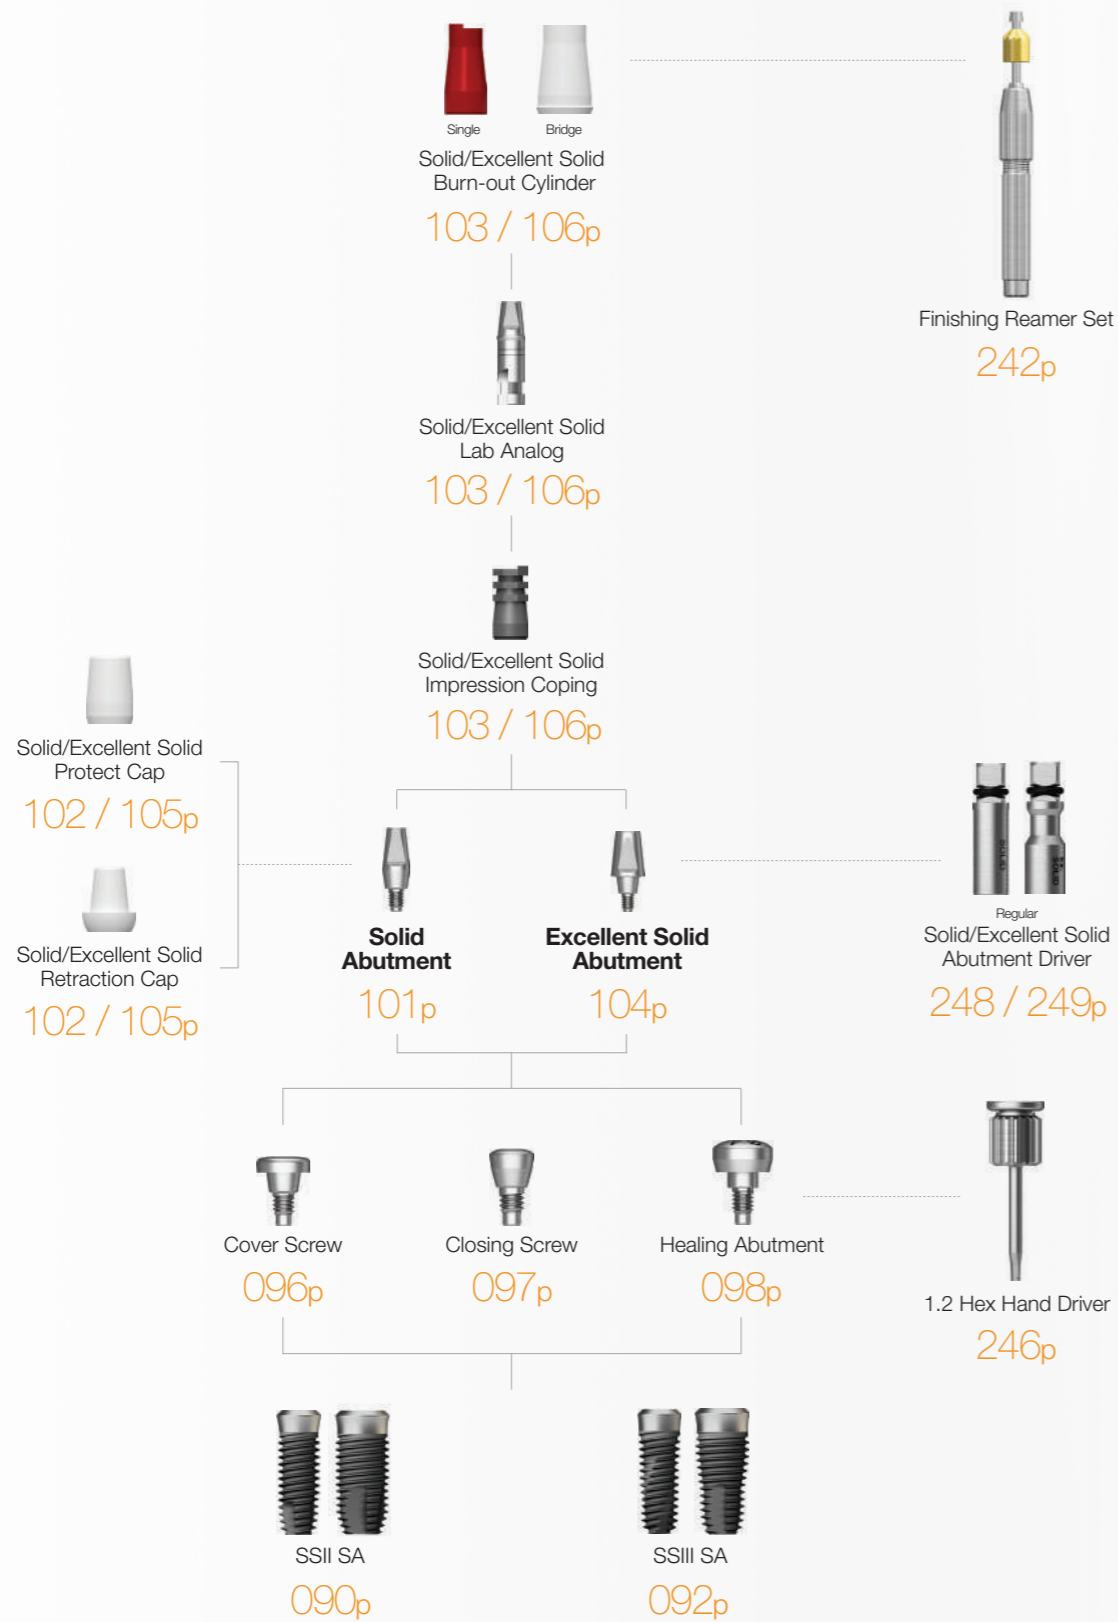 Single
Bridge
Solid/Excellent Solid
Burn-out Cylinder
103 / 106p
Finishing Reamer Set
242p
Solid/Excellent Solid
Lab Analog
103 / 106p
Solid/Excellent Solid
Impression Coping
103 / 106p
Solid/Excellent Solid
Protect Cap
102 / 105p
Solid/Excellent Solid
Retraction Cap
102 / 105p
Solid
Abutment
101p
Excellent Solid
Abutment
104p
SOLID
SOLID
Regular
Solid/Excellent Solid
Abutment Driver
248 / 249p
Cover Screw
096p
Closing Screw
097p
Healing Abutment
098p
1.2 Hex Hand Driver
246p
SSII SA
090p
SSIII SA
092p